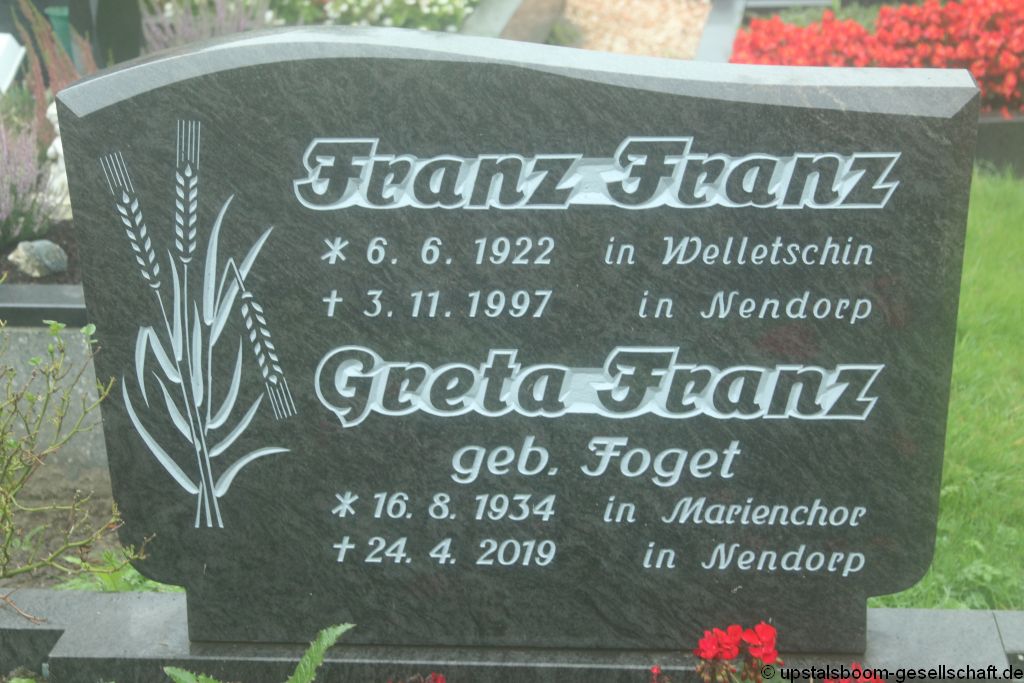 Franz Franz
* 6. 6. 1922 in Welletschin
† 3. 11. 1997 in Nendorp
Greta Franz
geb. Foget
* 16. 8. 1934 in Marienchor
† 24. 4. 2019 in Nendorp
© upstalsboom-gesellschaft.de